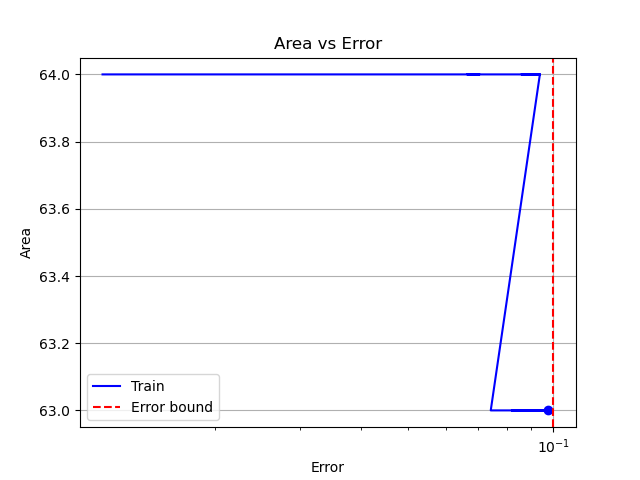 Area vs Error
64.0
63.8
63.6
63.4
63.2
63.0
Area
Train
Error bound
10⁻¹
Error